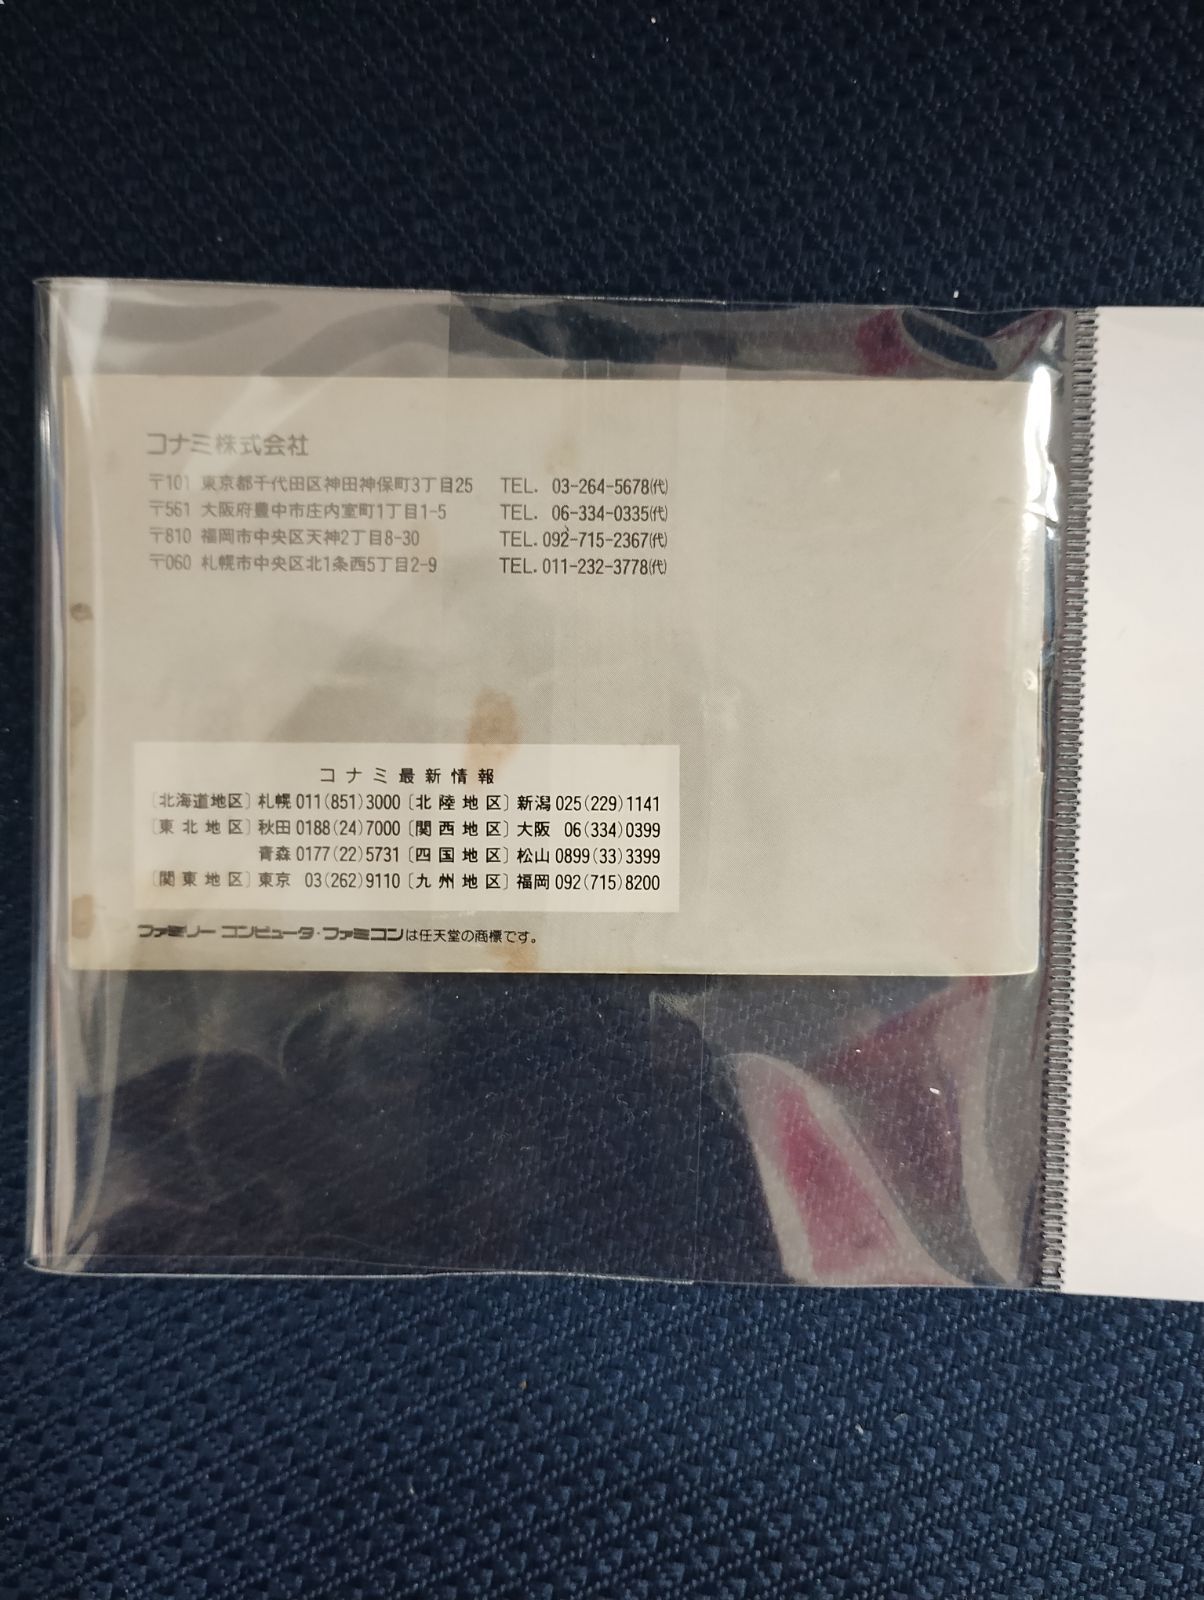 コナミ株式会社
〒101 東京都千代田区神田神保町3丁目25 TEL. 03-264-5678㈹
〒561 大阪府豊中市庄内宝町1丁目1-5 TEL. 06-334-0335㈹
〒810 福岡市中央区天神2丁目8-30 TEL. 092-715-2367㈹
〒060 札幌市中央区北1条西5丁目2-9 TEL. 011-232-3778㈹
コナミ最新情報
〔北海道地区〕札幌 011(851)3000〔北陸地区〕新潟 025(229)1141
〔東北地区〕秋田 0188(24)7000〔関西地区〕大阪 06(334)0399
青森 0177(22)5731〔四国地区〕松山 0899(33)3399
〔関東地区〕東京 03(262)9110〔九州地区〕福岡 092(715)8200
ファミリーコンピュータ・ファミコンは任天堂の商標です。